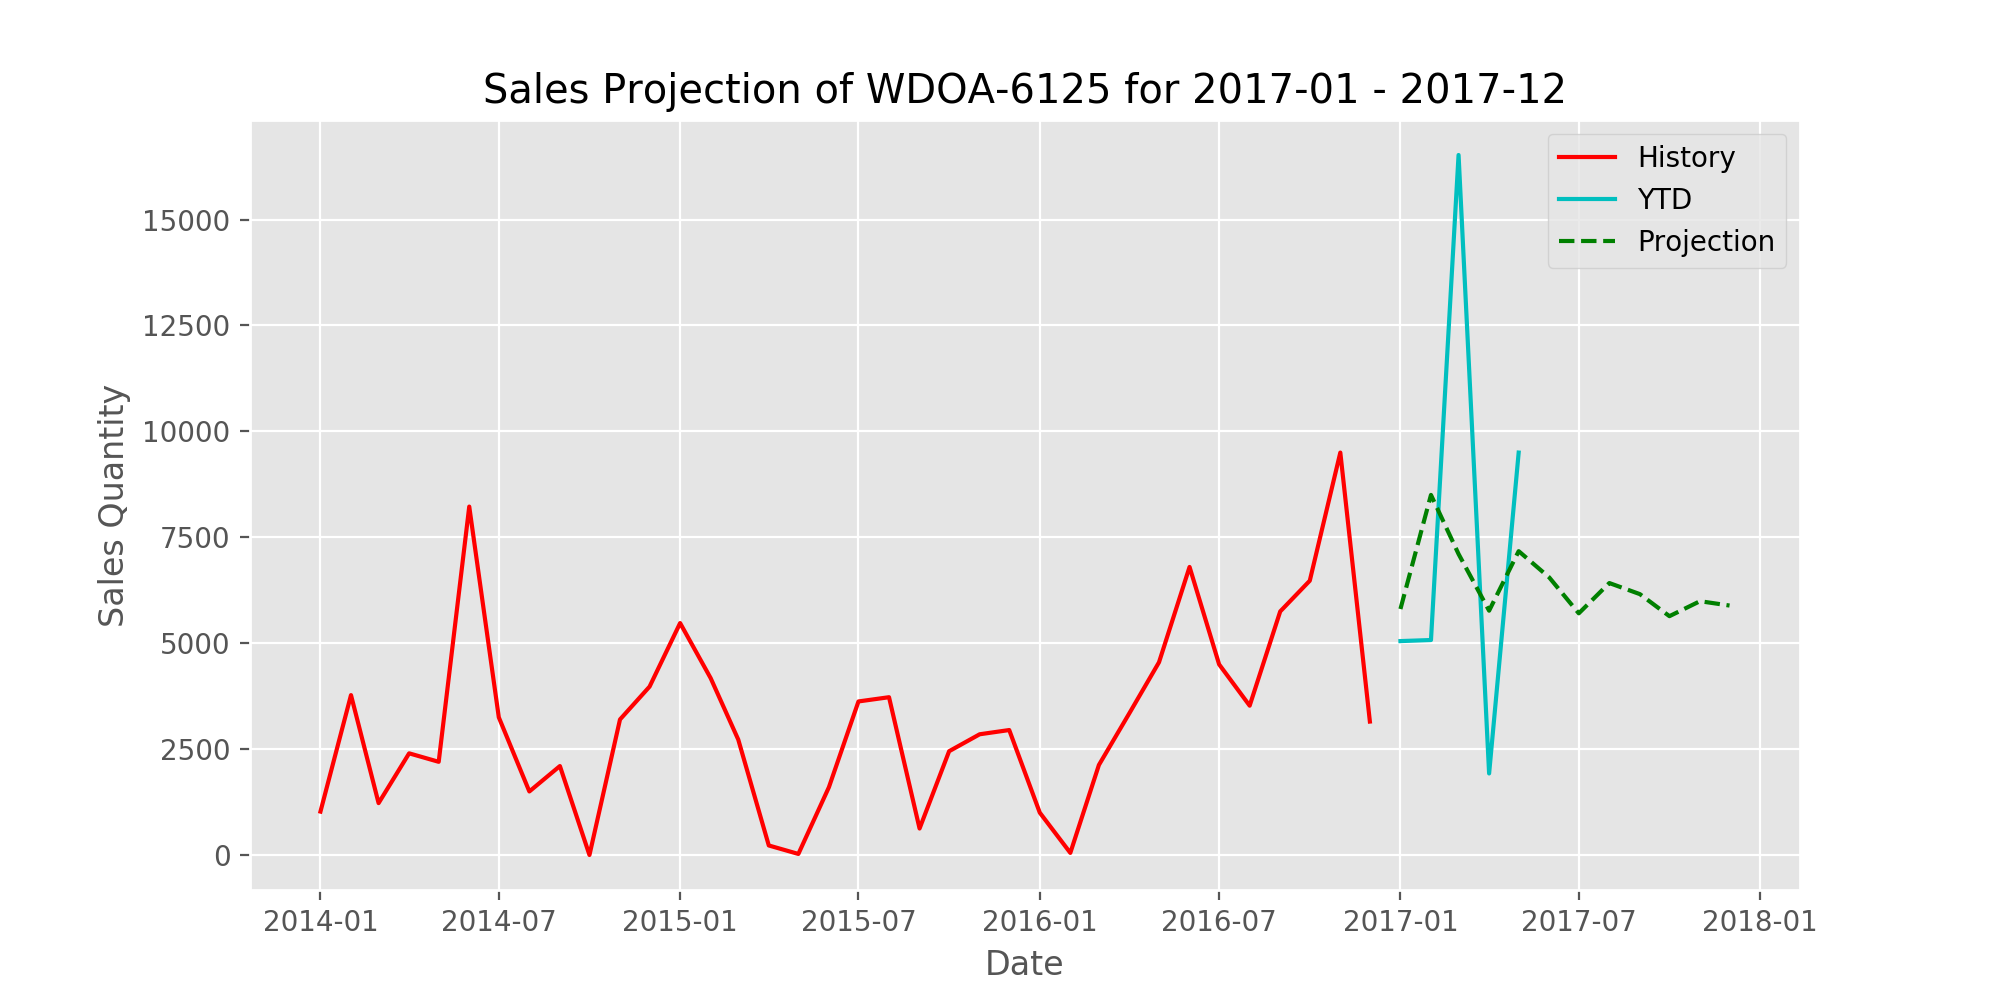 Sales Projection of WDOA-6125 for 2017-01 - 2017-12
History
YTD
Projection
15000
12500
10000
7500
5000
2500
0
Sales Quantity
2014-01 2014-07 2015-01 2015-07 2016-01 2016-07 2017-01 2017-07 2018-01
Date